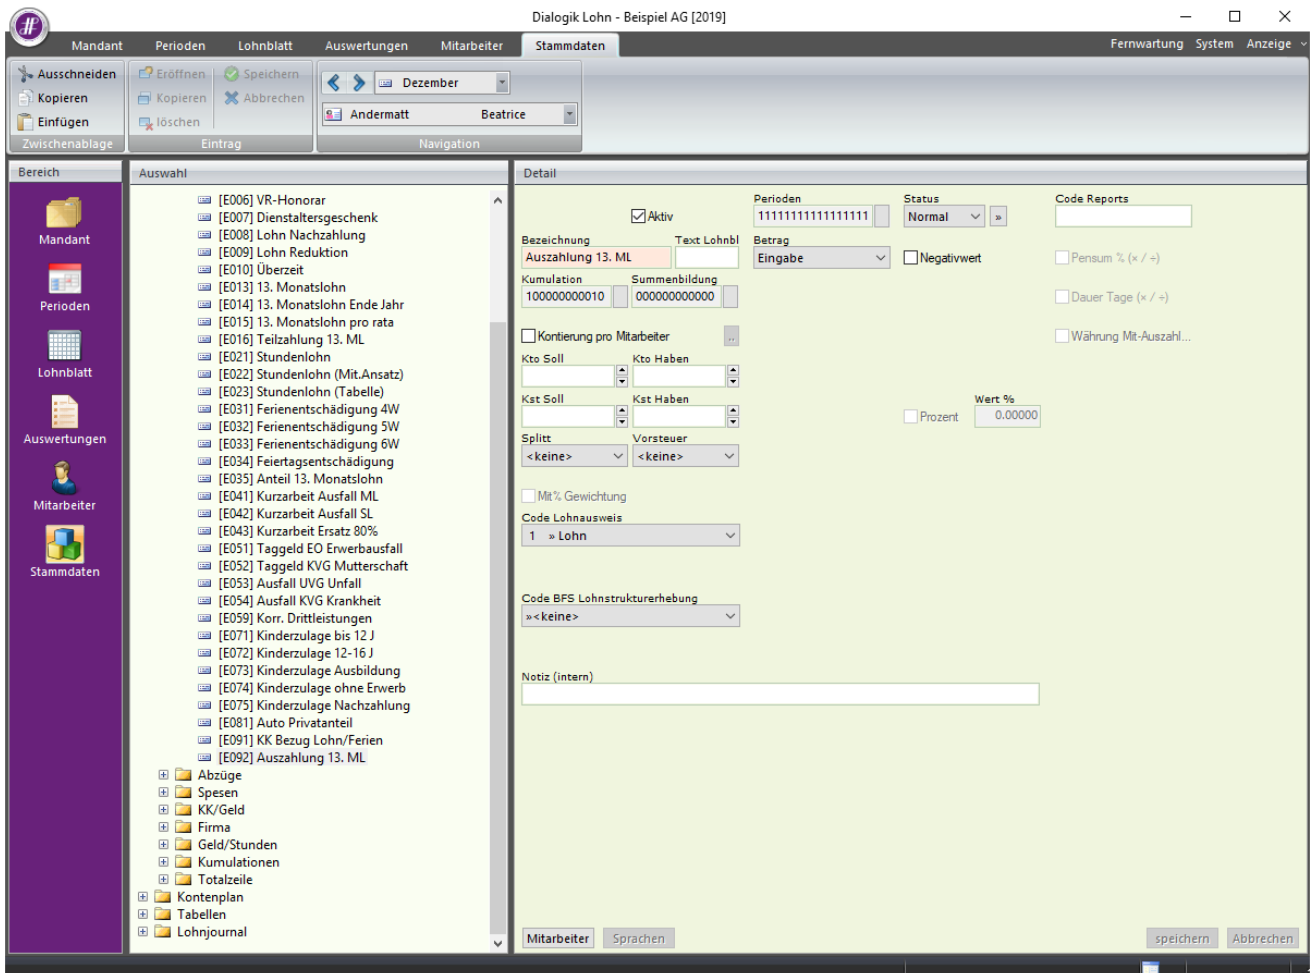 Dialogik Lohn - Beispiel AG [2019]
Mandant Perioden Lohnblatt Auswertungen Mitarbeiter Stammdaten Fernwartung System Anzeige
Ausschneiden Eröffnen Speichern
Dezember
Kopieren Kopieren Abbrechen
Andermatt Beatrice
Einfügen löschen
Zwischenablage Eintrag Navigation
Bereich
Mandant
Perioden
Lohnblatt
Auswertungen
Mitarbeiter
Stammdaten
Auswahl
[E006] VR-Honorar
[E007] Dienstaltersgeschenk
[E008] Lohn Nachzahlung
[E009] Lohn Reduktion
[E010] Überzeit
[E013] 13. Monatslohn
[E014] 13. Monatslohn Ende Jahr
[E015] 13. Monatslohn pro rata
[E016] Teilzahlung 13. ML
[E021] Stundenlohn
[E022] Stundenlohn (Mit.Ansatz)
[E023] Stundenlohn (Tabelle)
[E031] Ferienentschädigung 4W
[E032] Ferienentschädigung 5W
[E033] Ferienentschädigung 6W
[E034] Feiertagsentschädigung
[E035] Anteil 13. Monatslohn
[E041] Kurzarbeit Ausfall ML
[E042] Kurzarbeit Ausfall SL
[E043] Kurzarbeit Ersatz 80%
[E051] Taggeld EO Erwerbausfall
[E052] Taggeld KVG Mutterschaft
[E053] Ausfall UVG Unfall
[E054] Ausfall KVG Krankheit
[E059] Korr. Drittleistungen
[E071] Kinderzulage bis 12 J
[E072] Kinderzulage 12-16 J
[E073] Kinderzulage Ausbildung
[E074] Kinderzulage ohne Erwerb
[E075] Kinderzulage Nachzahlung
[E081] Auto Privatanteil
[E091] KK Bezug Lohn/Ferien
[E092] Auszahlung 13. ML
Abzüge
Spesen
KK/Geld
Firma
Geld/Stunden
Kumulationen
Totalzeile
Kontenplan
Tabellen
Lohnjournal
Detail
Perioden Status Code Reports
Aktiv 1111111111111111 Normal »
Bezeichnung Text Lohnbl Betrag
Auszahlung 13. ML Eingabe Negativwert Pensum % (× / ÷)
Kumulation Summenbildung
100000000010 000000000000 Dauer Tage (× / ÷)
Kontierung pro Mitarbeiter .. Währung Mit-Auszahl...
Kto Soll Kto Haben
Kst Soll Kst Haben Wert %
Prozent 0.00000
Splitt Vorsteuer
<keine> <keine>
Mit% Gewichtung
Code Lohnausweis
1 » Lohn
Code BFS Lohnstrukturerhebung
»<keine>
Notiz (intern)
Mitarbeiter Sprachen speichern Abbrechen